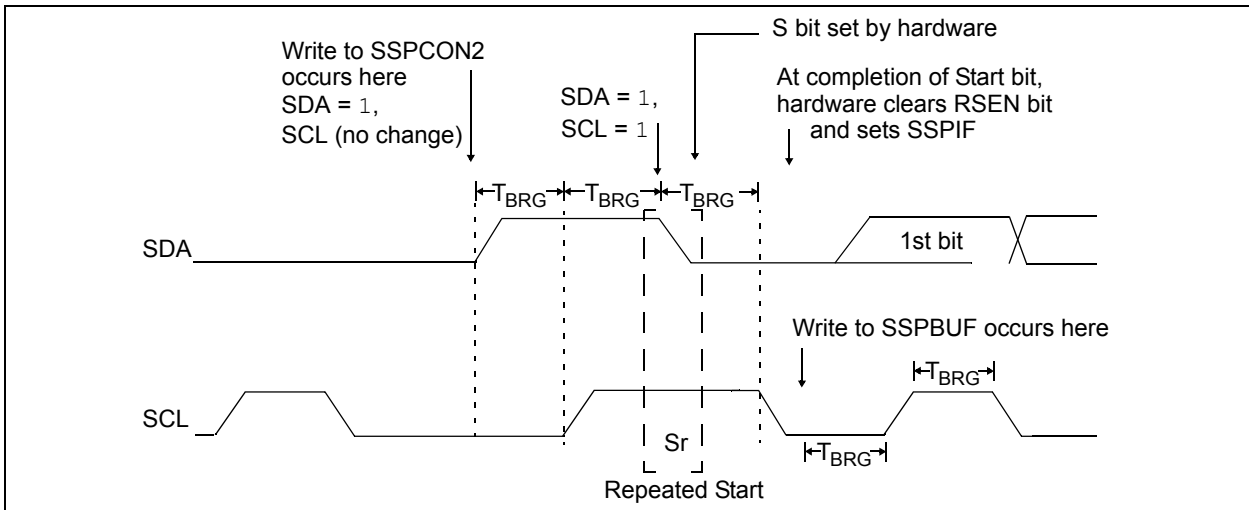 S bit set by hardware
Write to SSPCON2
occurs here
SDA = 1,
SCL (no change)
SDA = 1,
SCL = 1
At completion of Start bit,
hardware clears RSEN bit
and sets SSPIF
TBRG TBRG TBRG
SDA
1st bit
Write to SSPBUF occurs here
TBRG
SCL
Sr
TBRG
Repeated Start